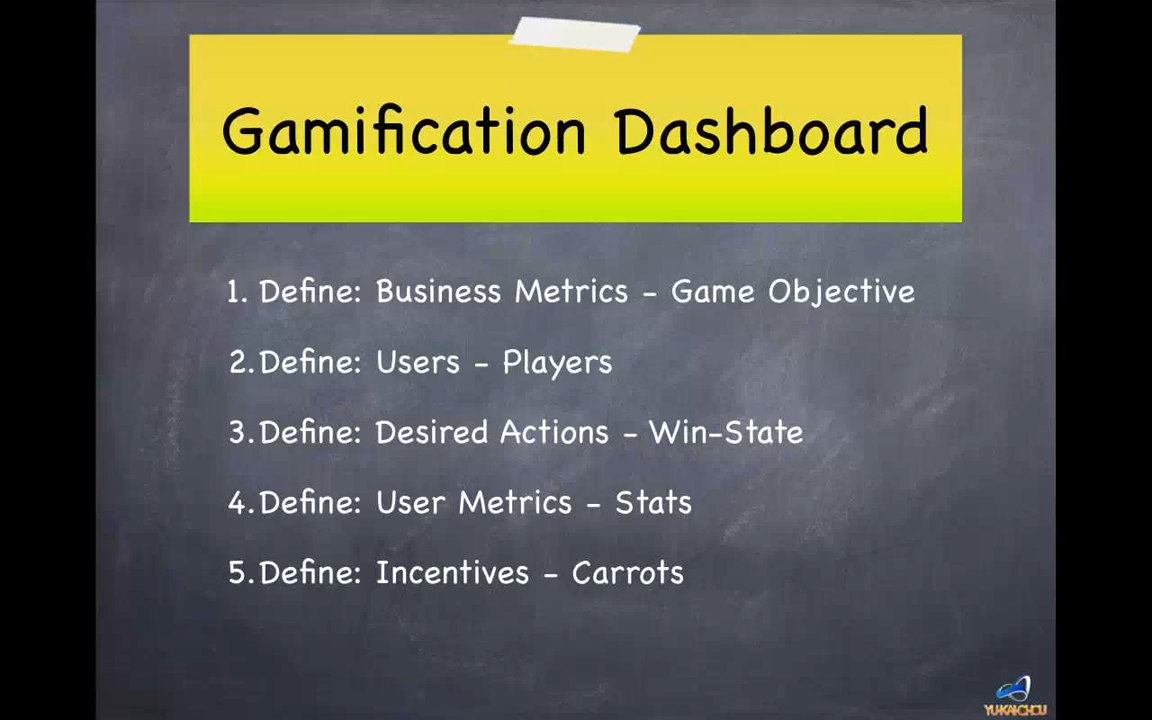 Gamification Dashboard
1. Define: Business Metrics - Game Objective
2. Define: Users - Players
3. Define: Desired Actions - Win-State
4. Define: User Metrics - Stats
5. Define: Incentives - Carrots
YUKAICHOU